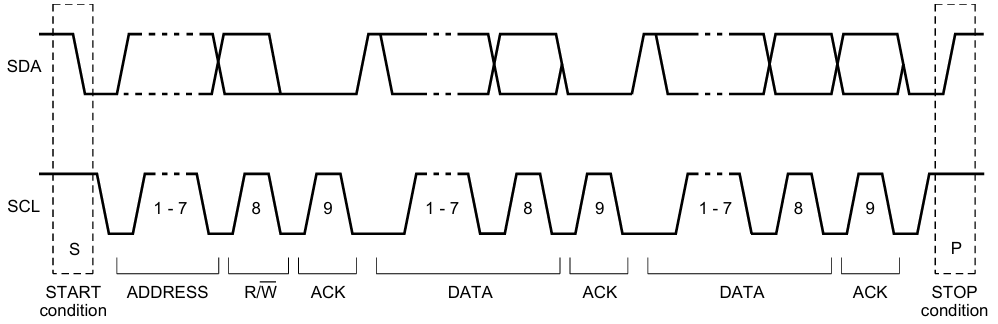 SDA
SCL
1 - 7
8
9
1 - 7
8
9
1 - 7
8
9
S
P
START
condition
ADDRESS
R/W̅
ACK
DATA
ACK
DATA
ACK
STOP
condition